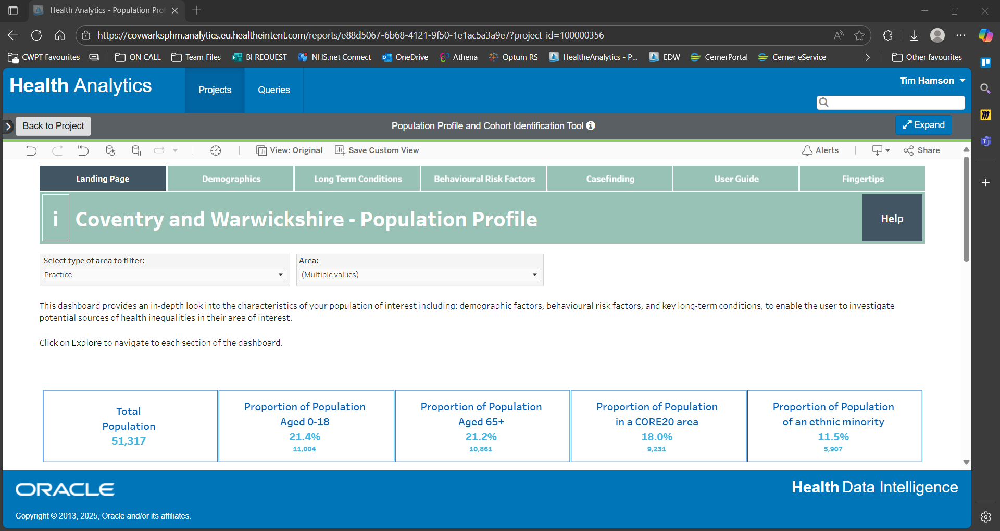 Health Analytics - Population Prof
https://covwarksphm.analytics.eu.healtheintent.com/reports/e88d5067-6b68-4121-9f50-1e1ac5a3a9e7?project_id=100000356
CWPT Favourites
ON CALL
Team Files
BI REQUEST
NHS.net Connect
OneDrive
Athena
Optum RS
HealtheAnalytics - P...
EDW
CernerPortal
Cerner eService
Other favourites
Health Analytics
Projects
Queries
Tim Hamson
Back to Project
Population Profile and Cohort Identification Tool
Expand
View: Original
Save Custom View
Alerts
Share
Landing Page
Demographics
Long Term Conditions
Behavioural Risk Factors
Casefinding
User Guide
Fingertips
i
Coventry and Warwickshire - Population Profile
Help
Select type of area to filter:
Practice
Area:
(Multiple values)
This dashboard provides an in-depth look into the characteristics of your population of interest including: demographic factors, behavioural risk factors, and key long-term conditions, to enable the user to investigate
potential sources of health inequalities in their area of interest.
Click on Explore to navigate to each section of the dashboard.
Total
Population
51,317
Proportion of Population
Aged 0-18
21.4%
11,004
Proportion of Population
Aged 65+
21.2%
10,861
Proportion of Population
in a CORE20 area
18.0%
9,231
Proportion of Population
of an ethnic minority
11.5%
5,907
ORACLE
Health Data Intelligence
Copyright © 2013, 2025, Oracle and/or its affiliates.